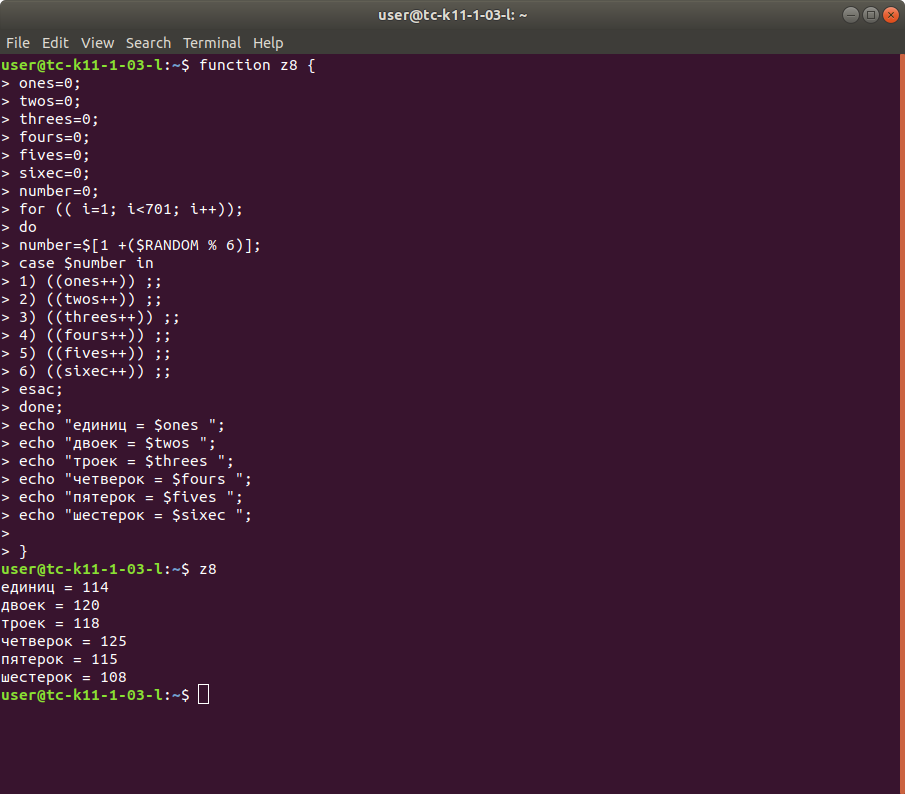 user@tc-k11-1-03-l: ~
File Edit View Search Terminal Help
user@tc-k11-1-03-l:~$ function z8 {
> ones=0;
> twos=0;
> threes=0;
> fours=0;
> fives=0;
> sixec=0;
> number=0;
> for (( i=1; i<701; i++));
> do
> number=$[1 +($RANDOM % 6)];
> case $number in
> 1) ((ones++)) ;;
> 2) ((twos++)) ;;
> 3) ((threes++)) ;;
> 4) ((fours++)) ;;
> 5) ((fives++)) ;;
> 6) ((sixec++)) ;;
> esac;
> done;
> echo "единиц = $ones ";
> echo "двоек = $twos ";
> echo "троек = $threes ";
> echo "четверок = $fours ";
> echo "пятерок = $fives ";
> echo "шестерок = $sixec ";
>
> }
user@tc-k11-1-03-l:~$ z8
единиц = 114
двоек = 120
троек = 118
четверок = 125
пятерок = 115
шестерок = 108
user@tc-k11-1-03-l:~$